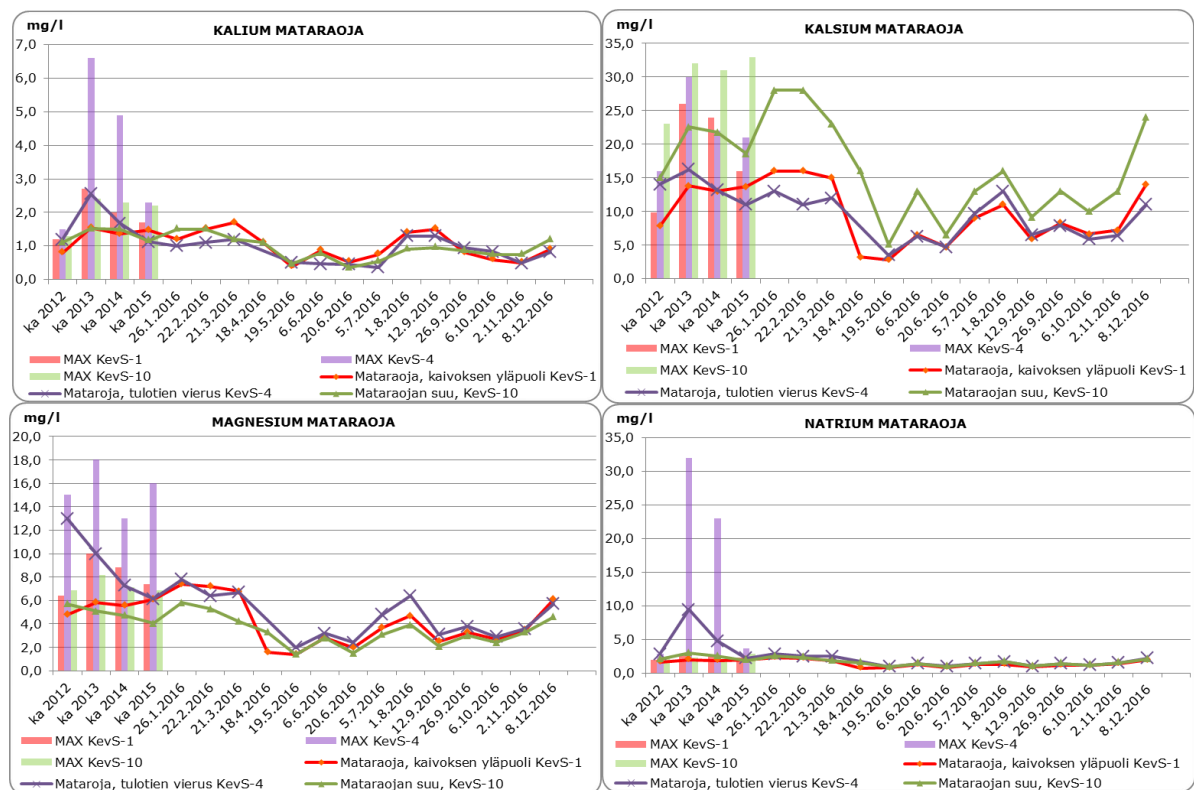 mg/l
KALIUM MATARAOJA
7,0
6,0
5,0
4,0
3,0
2,0
1,0
0,0
ka 2012
ka 2013
ka 2014
ka 2015
26.1.2016
22.2.2016
21.3.2016
18.4.2016
19.5.2016
6.6.2016
20.6.2016
5.7.2016
1.8.2016
12.9.2016
26.9.2016
6.10.2016
2.11.2016
8.12.2016
MAX KevS-1
MAX KevS-4
MAX KevS-10
Mataraoja, kaivoksen yläpuoli KevS-1
Mataroja, tulotien vierus KevS-4
Mataraojan suu, KevS-10
mg/l
KALSIUM MATARAOJA
35,0
30,0
25,0
20,0
15,0
10,0
5,0
0,0
ka 2012
ka 2013
ka 2014
ka 2015
26.1.2016
22.2.2016
21.3.2016
18.4.2016
19.5.2016
6.6.2016
20.6.2016
5.7.2016
1.8.2016
12.9.2016
26.9.2016
6.10.2016
2.11.2016
8.12.2016
MAX KevS-1
MAX KevS-4
MAX KevS-10
Mataraoja, kaivoksen yläpuoli KevS-1
Mataroja, tulotien vierus KevS-4
Mataraojan suu, KevS-10
mg/l
MAGNESIUM MATARAOJA
20,0
18,0
16,0
14,0
12,0
10,0
8,0
6,0
4,0
2,0
0,0
ka 2012
ka 2013
ka 2014
ka 2015
26.1.2016
22.2.2016
21.3.2016
18.4.2016
19.5.2016
6.6.2016
20.6.2016
5.7.2016
1.8.2016
12.9.2016
26.9.2016
6.10.2016
2.11.2016
8.12.2016
MAX KevS-1
MAX KevS-4
MAX KevS-10
Mataraoja, kaivoksen yläpuoli KevS-1
Mataroja, tulotien vierus KevS-4
Mataraojan suu, KevS-10
mg/l
NATRIUM MATARAOJA
35,0
30,0
25,0
20,0
15,0
10,0
5,0
0,0
ka 2012
ka 2013
ka 2014
ka 2015
26.1.2016
22.2.2016
21.3.2016
18.4.2016
19.5.2016
6.6.2016
20.6.2016
5.7.2016
1.8.2016
12.9.2016
26.9.2016
6.10.2016
2.11.2016
8.12.2016
MAX KevS-1
MAX KevS-4
MAX KevS-10
Mataraoja, kaivoksen yläpuoli KevS-1
Mataroja, tulotien vierus KevS-4
Mataraojan suu, KevS-10